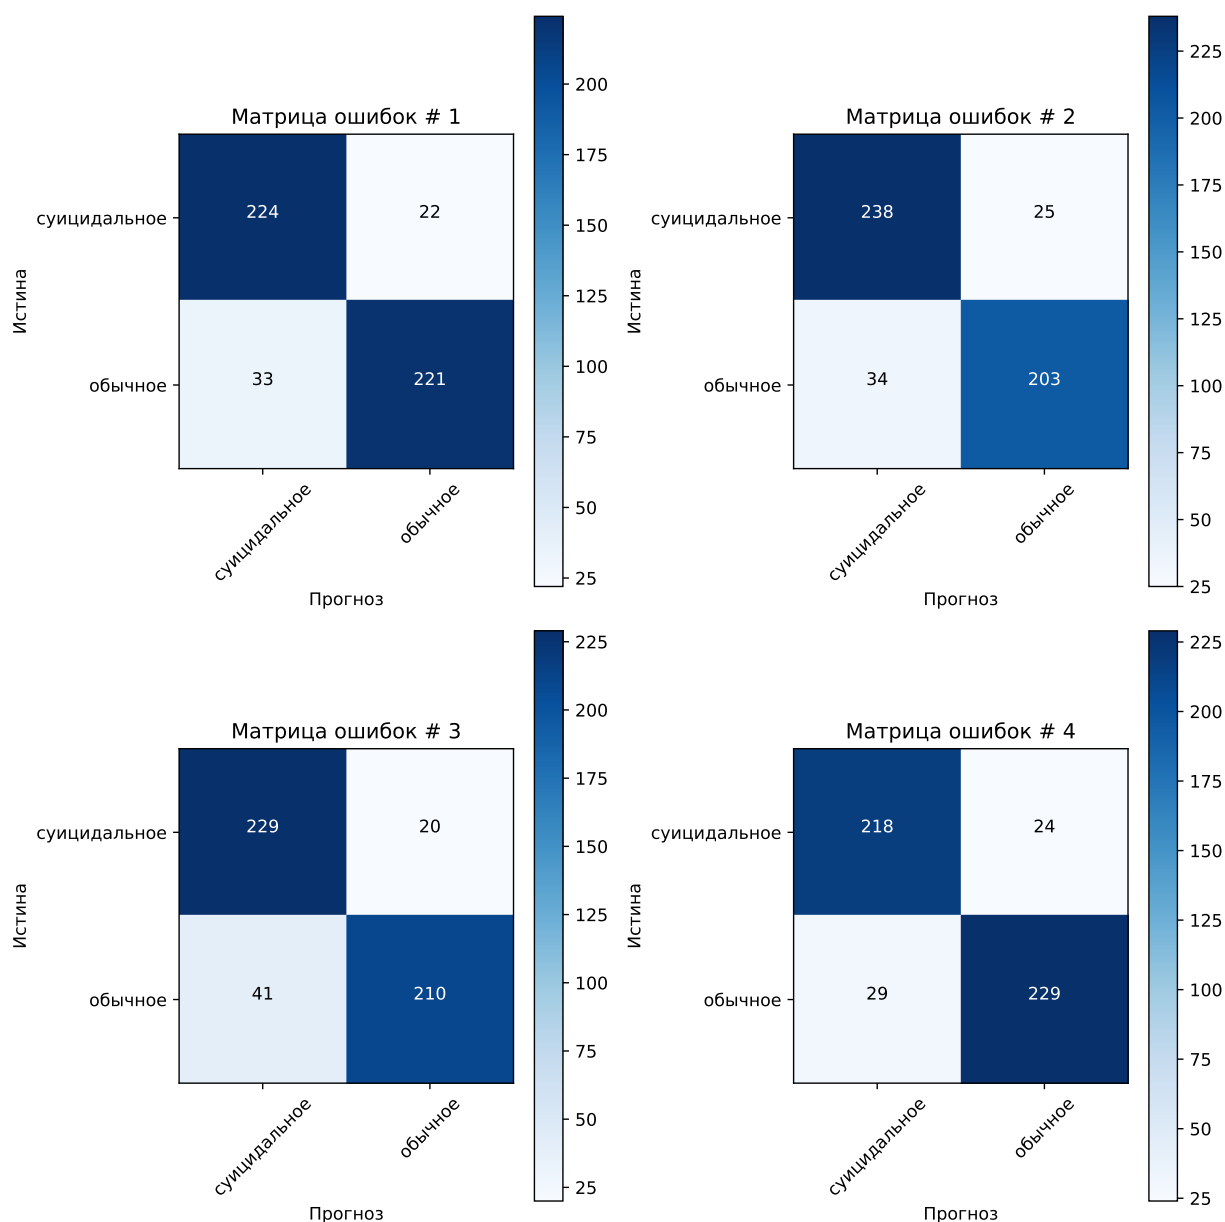 Матрица ошибок # 1
суицидальное
обычное
Истина
224
22
33
221
суицидальное
обычное
Прогноз
200
175
150
125
100
75
50
25
Матрица ошибок # 2
суицидальное
обычное
Истина
238
25
34
203
суицидальное
обычное
Прогноз
225
200
175
150
125
100
75
50
25
Матрица ошибок # 3
суицидальное
обычное
Истина
229
20
41
210
суицидальное
обычное
Прогноз
225
200
175
150
125
100
75
50
25
Матрица ошибок # 4
суицидальное
обычное
Истина
218
24
29
229
суицидальное
обычное
Прогноз
225
200
175
150
125
100
75
50
25